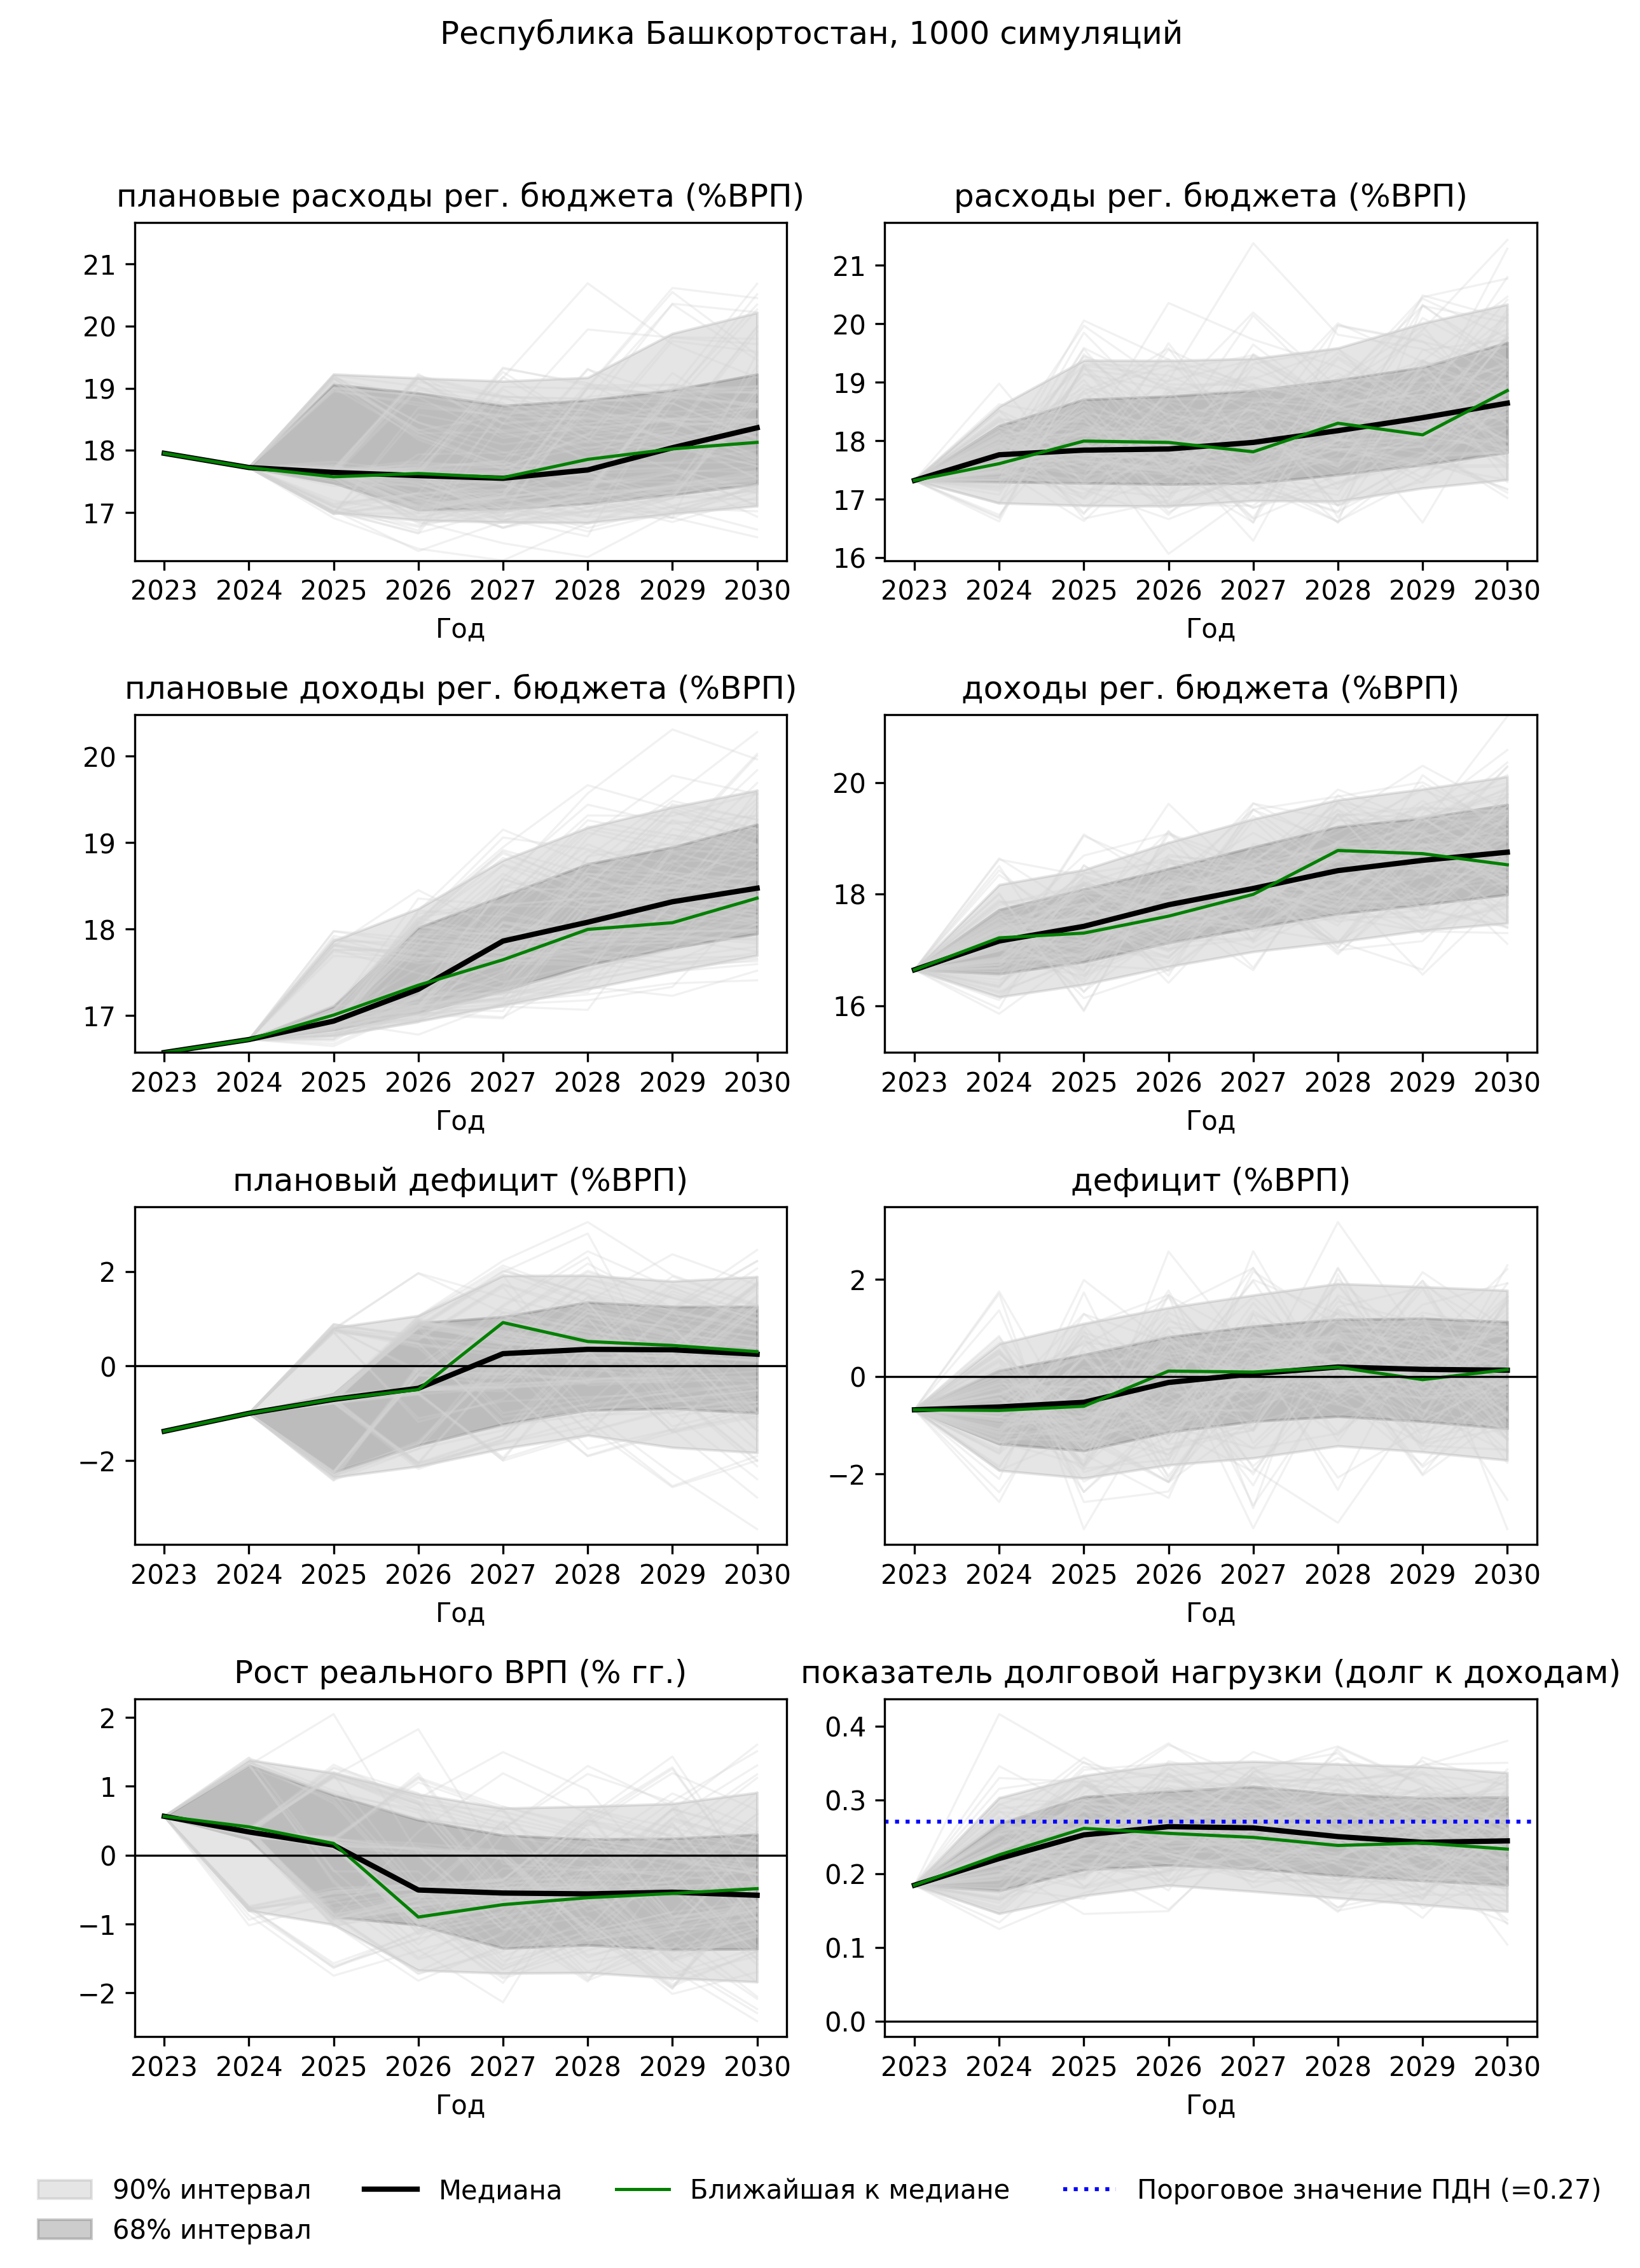 Республика Башкортостан, 1000 симуляций
плановые расходы рег. бюджета (%ВРП)
21
20
19
18
17
2023 2024 2025 2026 2027 2028 2029 2030
Год
расходы рег. бюджета (%ВРП)
21
20
19
18
17
16
2023 2024 2025 2026 2027 2028 2029 2030
Год
плановые доходы рег. бюджета (%ВРП)
20
19
18
17
2023 2024 2025 2026 2027 2028 2029 2030
Год
доходы рег. бюджета (%ВРП)
20
18
16
2023 2024 2025 2026 2027 2028 2029 2030
Год
плановый дефицит (%ВРП)
2
0
−2
2023 2024 2025 2026 2027 2028 2029 2030
Год
дефицит (%ВРП)
2
0
−2
2023 2024 2025 2026 2027 2028 2029 2030
Год
Рост реального ВРП (% гг.)
2
1
0
−1
−2
2023 2024 2025 2026 2027 2028 2029 2030
Год
показатель долговой нагрузки (долг к доходам)
0.4
0.3
0.2
0.1
0.0
2023 2024 2025 2026 2027 2028 2029 2030
Год
90% интервал
68% интервал
Медиана
Ближайшая к медиане
Пороговое значение ПДН (=0.27)